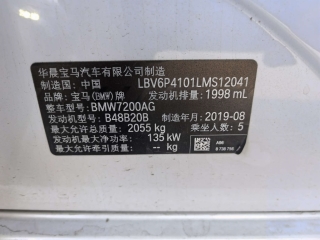 华晨宝马汽车有限公司制造
制造国：中国 LBV6P4101LMS12041
品牌：宝马(BMW)牌 发动机排量：1998 mL
整车型号：BMW7200AG
发动机型号：B48B20B 制造年月：2019-08
最大允许总质量：2055 kg 乘坐人数：5
发动机最大净功率：135 kW
最大允许牵引质量：-- kg